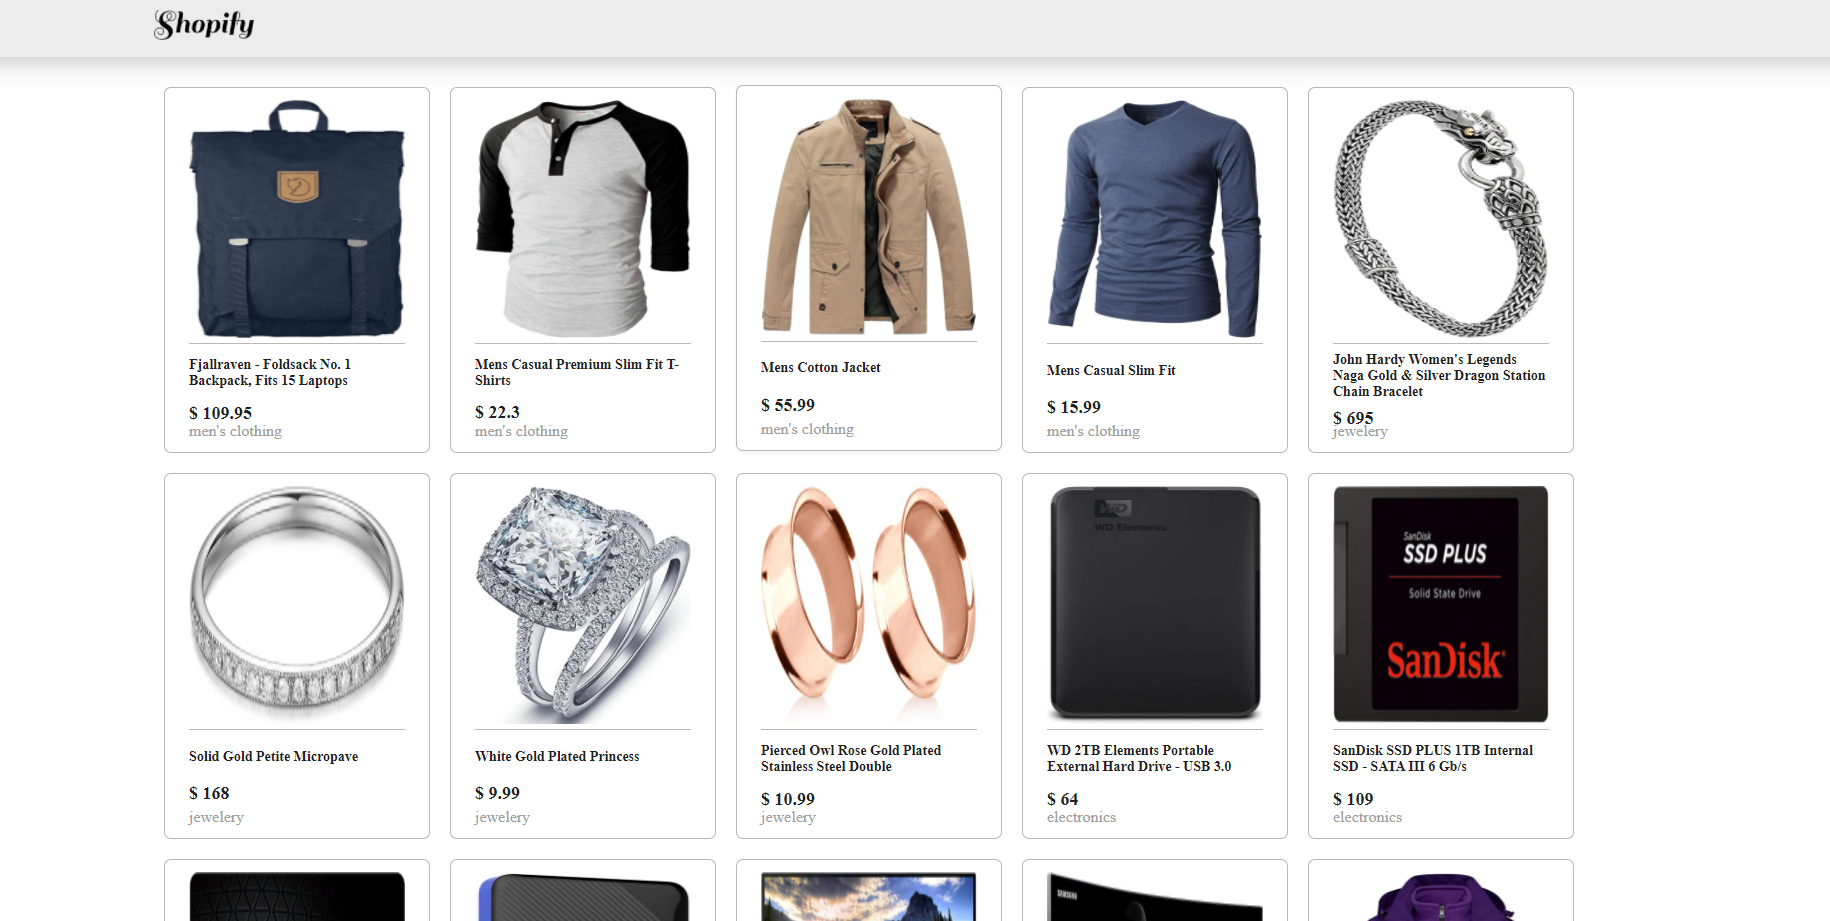 Shopify
Fjallraven - Foldsack No. 1
Backpack, Fits 15 Laptops
$ 109.95
men's clothing
Mens Casual Premium Slim Fit T-
Shirts
$ 22.3
men's clothing
Mens Cotton Jacket
$ 55.99
men's clothing
Mens Casual Slim Fit
$ 15.99
men's clothing
John Hardy Women's Legends
Naga Gold & Silver Dragon Station
Chain Bracelet
$ 695
jewelery
Solid Gold Petite Micropave
$ 168
jewelery
White Gold Plated Princess
$ 9.99
jewelery
Pierced Owl Rose Gold Plated
Stainless Steel Double
$ 10.99
jewelery
WD
WD Elements
WD 2TB Elements Portable
External Hard Drive - USB 3.0
$ 64
electronics
SanDisk
SSD PLUS
Solid State Drive
SanDisk
SanDisk SSD PLUS 1TB Internal
SSD - SATA III 6 Gb/s
$ 109
electronics
SAMSUNG